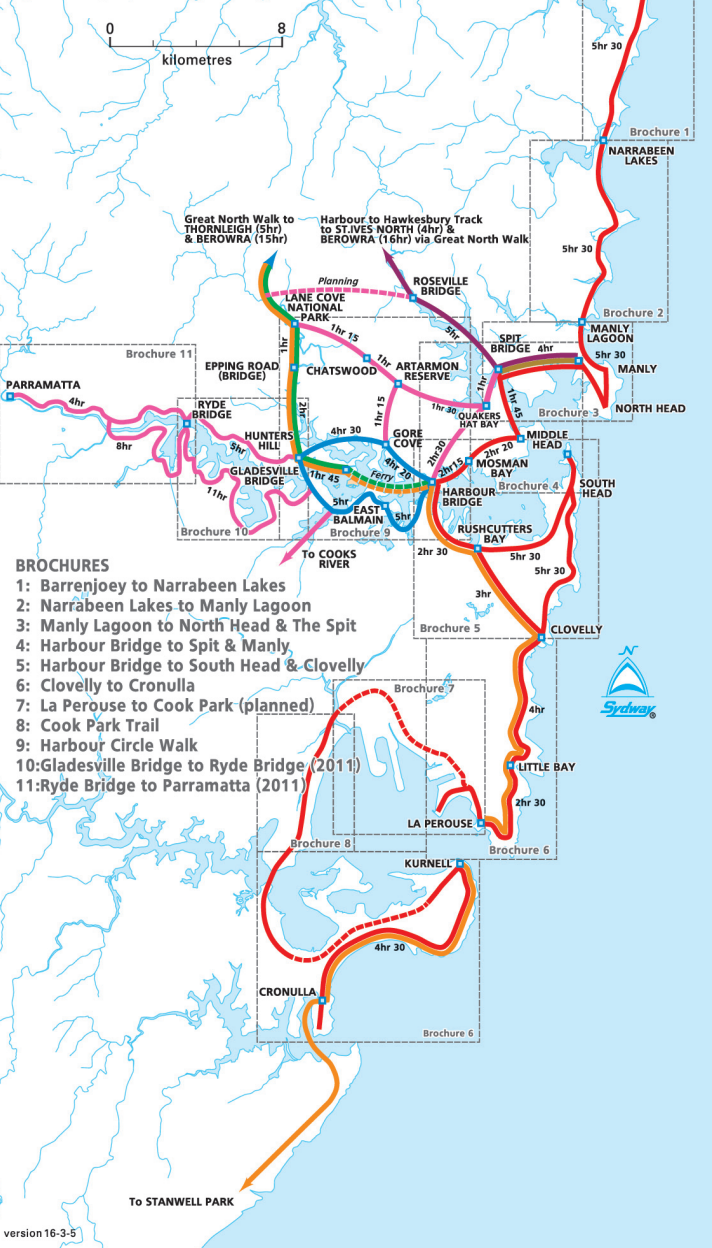 0 8
kilometres
5hr 30
Brochure 1
NARRABEEN
LAKES
Great North Walk to
THORNLEIGH (5hr)
& BEROWRA (15hr)
Harbour to Hawkesbury Track
to ST.IVES NORTH (4hr) &
BEROWRA (16hr) via Great North Walk
5hr 30
Planning
ROSEVILLE
BRIDGE
LANE COVE
NATIONAL
PARK
Brochure 2
MANLY
LAGOON
1hr 15
5hr
SPIT
BRIDGE
4hr
5hr 30
1hr
Brochure 11
1hr
EPPING ROAD
(BRIDGE)
CHATSWOOD
ARTARMON
RESERVE
MANLY
PARRAMATTA
4hr
RYDE
BRIDGE
2hr
1hr 15
1hr 30
1hr
QUAKERS
HAT BAY
1hr 45
NORTH HEAD
Brochure 3
8hr
5hr
HUNTERS
HILL
4hr 30
GORE
COVE
2hr30
MIDDLE
HEAD
2hr 20
GLADESVILLE
BRIDGE
1hr 45
4hr 20
Ferry
2hr15
MOSMAN
BAY
Brochure 4
SOUTH
HEAD
11hr
5hr
EAST
BALMAIN
5hr
HARBOUR
BRIDGE
Brochure 10
Brochure 9
RUSHCUTTERS
BAY
To COOKS
RIVER
2hr 30
5hr 30
5hr 30
3hr
Brochure 5
CLOVELLY
BROCHURES
1: Barrenjoey to Narrabeen Lakes
2: Narrabeen Lakes to Manly Lagoon
3: Manly Lagoon to North Head & The Spit
4: Harbour Bridge to Spit & Manly
5: Harbour Bridge to South Head & Clovelly
6: Clovelly to Cronulla
7: La Perouse to Cook Park (planned)
8: Cook Park Trail
9: Harbour Circle Walk
10:Gladesville Bridge to Ryde Bridge (2011)
11:Ryde Bridge to Parramatta (2011)
N
Sydway®
Brochure 7
4hr
LITTLE BAY
2hr 30
LA PEROUSE
Brochure 8
Brochure 6
KURNELL
4hr 30
CRONULLA
Brochure 6
To STANWELL PARK
version 16-3-5